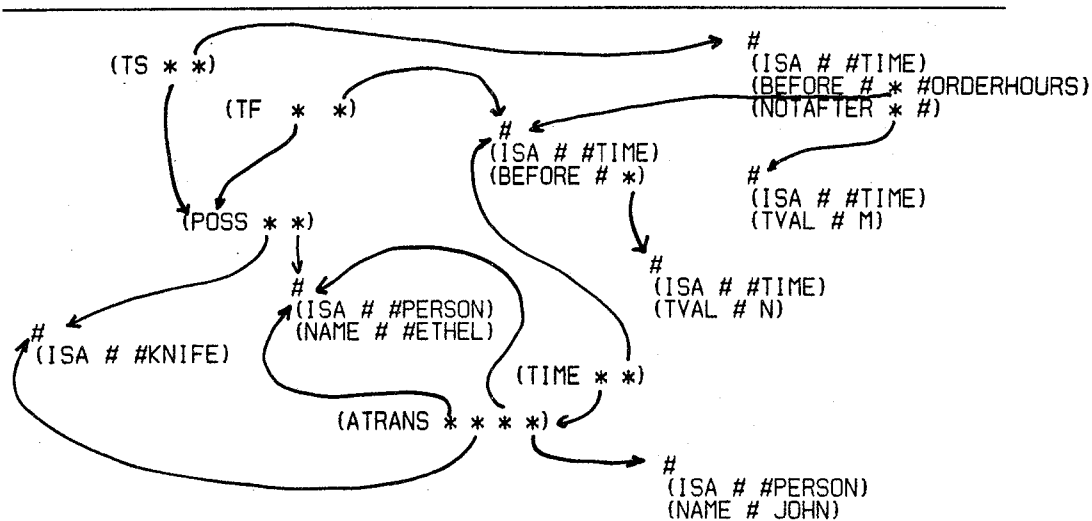 (TS * *)
#
(ISA # #TIME)
(BEFORE # * #ORDERHOURS)
(NOTAFTER * #)
(TF * *)
#
(ISA # #TIME)
(BEFORE # *)
#
(ISA # #TIME)
(TVAL # M)
(POSS * *)
#
(ISA # #TIME)
(TVAL # N)
#
(ISA # #PERSON)
(NAME # #ETHEL)
#
(ISA # #KNIFE)
(TIME * *)
(ATRANS * * * *)
#
(ISA # #PERSON)
(NAME # JOHN)